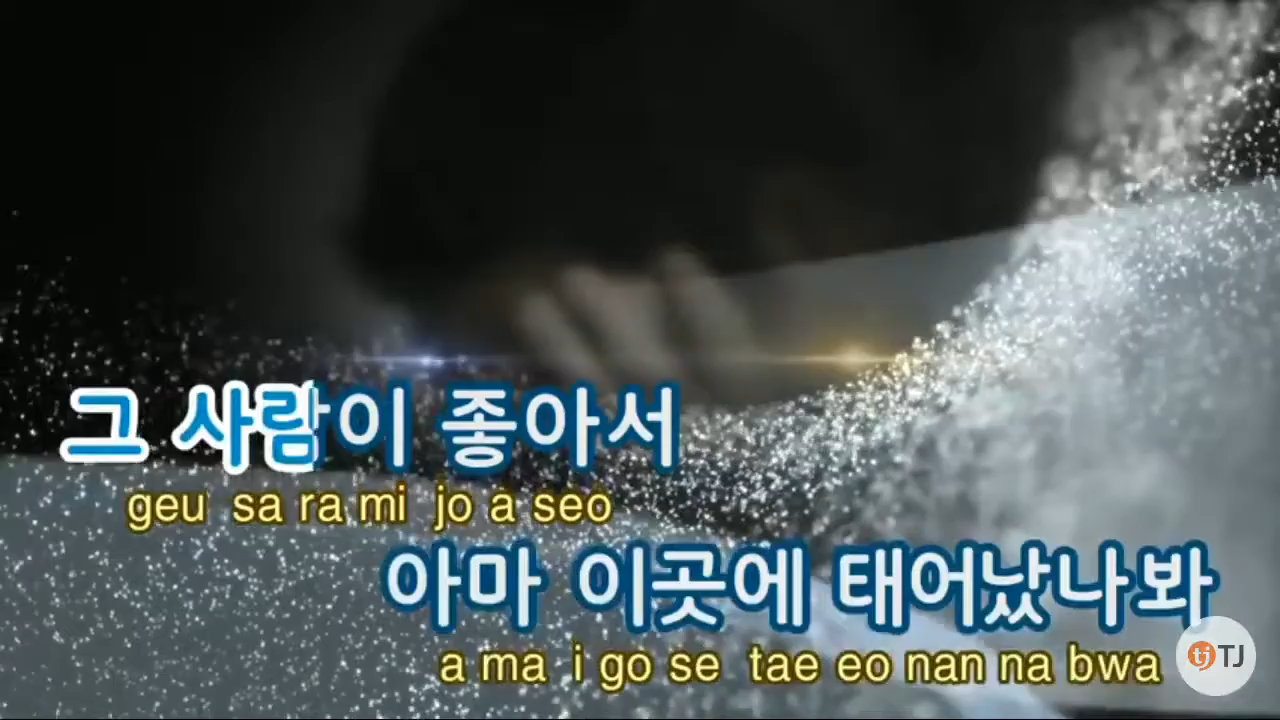 그 사람이 좋아서
geu sa ra mi jo a seo
아마 이곳에 태어났나봐
a ma i go se tae eo nan na bwa
tj TJ